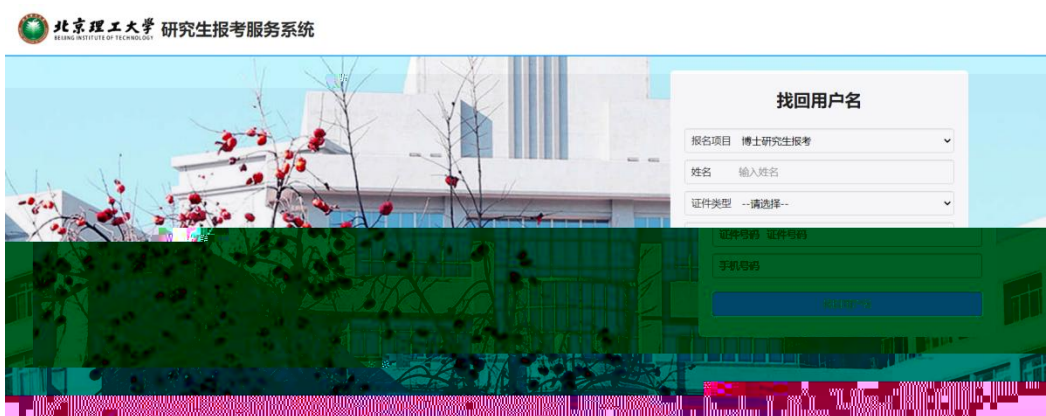 北京理工大学 研究生报考服务系统
BEIJING INSTITUTE OF TECHNOLOGY
找回用户名
报名项目 博士研究生报考
姓名 输入姓名
证件类型 --请选择--
证件号码 证件号码
手机号码